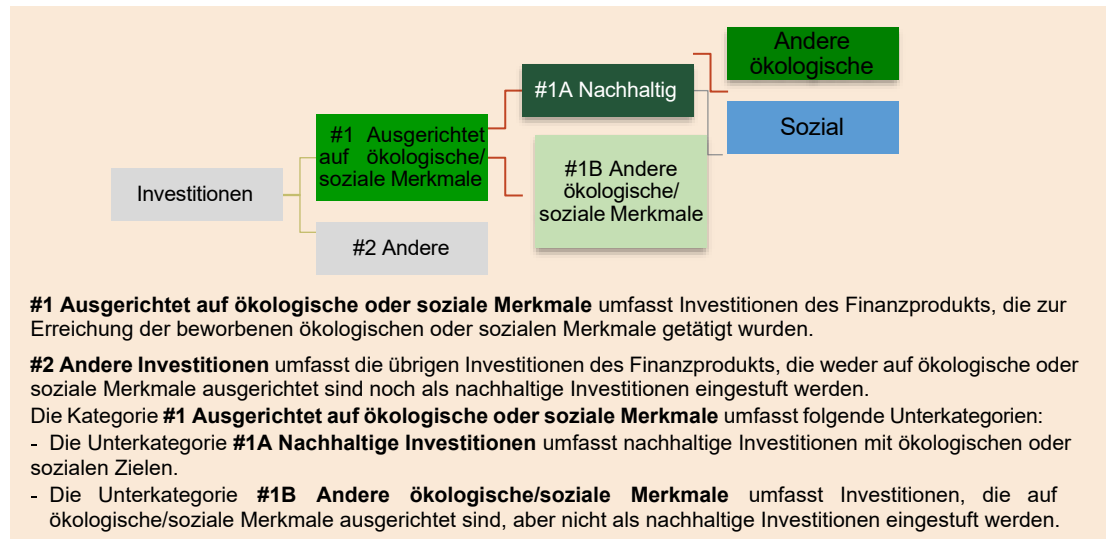 Andere
ökologische
#1A Nachhaltig
Sozial
#1 Ausgerichtet
auf ökologische/
soziale Merkmale
#1B Andere
ökologische/
soziale Merkmale
Investitionen
#2 Andere
#1 Ausgerichtet auf ökologische oder soziale Merkmale umfasst Investitionen des Finanzprodukts, die zur
Erreichung der beworbenen ökologischen oder sozialen Merkmale getätigt wurden.
#2 Andere Investitionen umfasst die übrigen Investitionen des Finanzprodukts, die weder auf ökologische oder
soziale Merkmale ausgerichtet sind noch als nachhaltige Investitionen eingestuft werden.
Die Kategorie #1 Ausgerichtet auf ökologische oder soziale Merkmale umfasst folgende Unterkategorien:
- Die Unterkategorie #1A Nachhaltige Investitionen umfasst nachhaltige Investitionen mit ökologischen oder
sozialen Zielen.
- Die Unterkategorie #1B Andere ökologische/soziale Merkmale umfasst Investitionen, die auf
ökologische/soziale Merkmale ausgerichtet sind, aber nicht als nachhaltige Investitionen eingestuft werden.